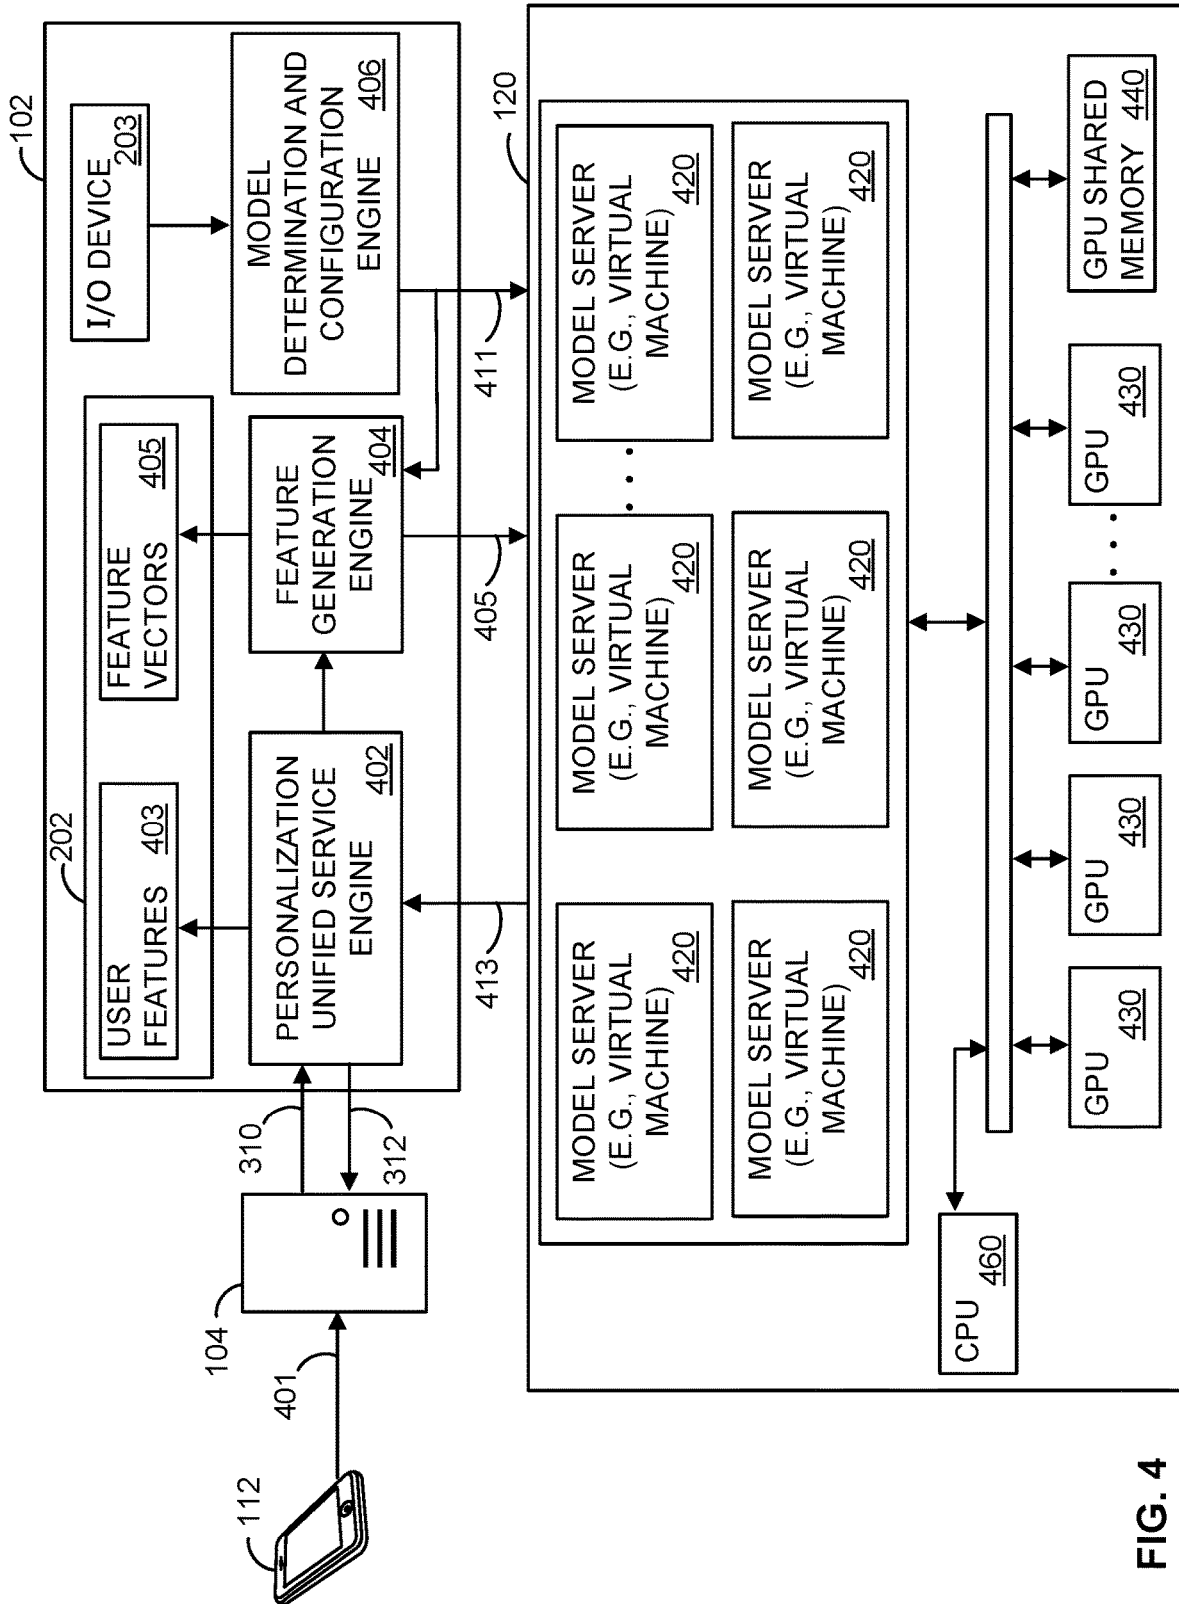 112
401
104
310
312
202
102
USER
FEATURES 403
FEATURE
VECTORS 405
I/O DEVICE
203
PERSONALIZATION
UNIFIED SERVICE
ENGINE 402
FEATURE
GENERATION
ENGINE 404
MODEL
DETERMINATION AND
CONFIGURATION
ENGINE 406
413
405
411
120
MODEL SERVER
(E.G., VIRTUAL
MACHINE) 420
MODEL SERVER
(E.G., VIRTUAL
MACHINE) 420
• • •
MODEL SERVER
(E.G., VIRTUAL
MACHINE) 420
MODEL SERVER
(E.G., VIRTUAL
MACHINE) 420
MODEL SERVER
(E.G., VIRTUAL
MACHINE) 420
MODEL SERVER
(E.G., VIRTUAL
MACHINE) 420
CPU
460
GPU
430
GPU
430
GPU
430
• • •
GPU
430
GPU SHARED
MEMORY 440
FIG. 4